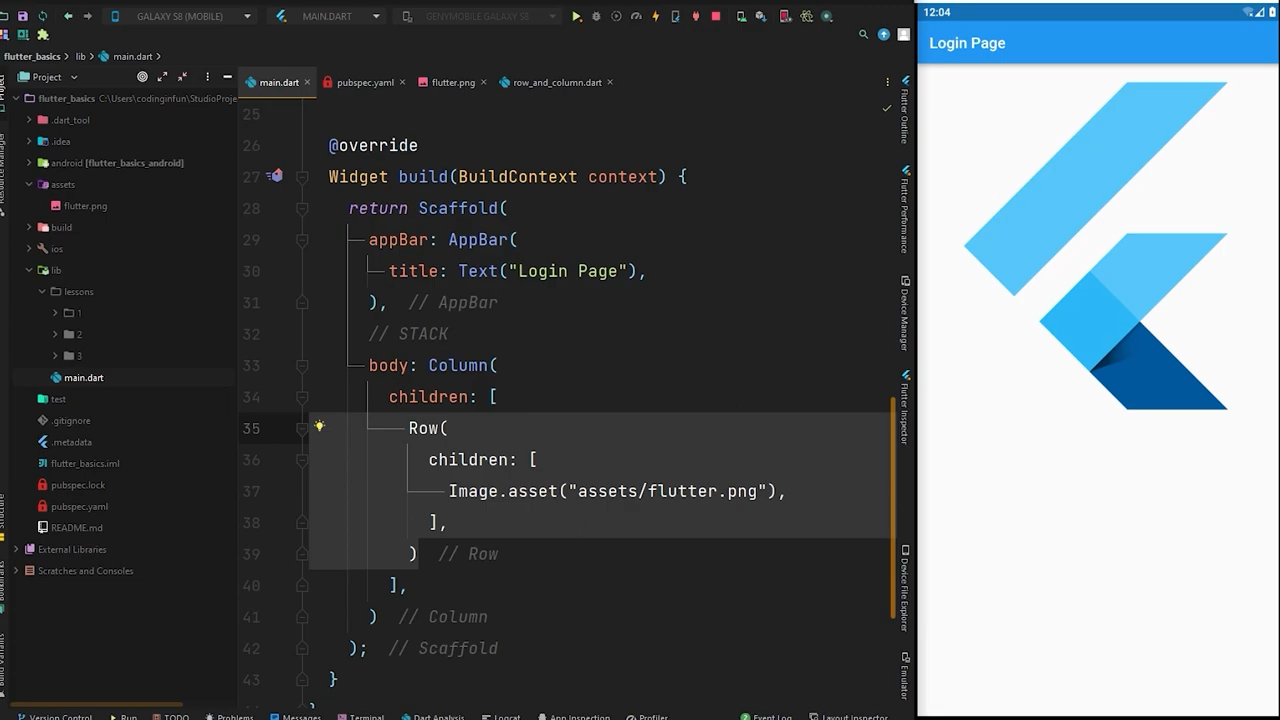 GALAXY S8 (MOBILE)
MAIN.DART
GENYMOBILE GALAXY S8
flutter_basics
lib
main.dart
Project
main.dart
pubspec.yaml
flutter.png
row_and_column.dart
flutter_basics C:\Users\codinginfun\StudioProje
.dart_tool
.idea
android [flutter_basics_android]
assets
flutter.png
build
ios
lib
lessons
1
2
3
main.dart
test
.gitignore
.metadata
flutter_basics.iml
pubspec.lock
pubspec.yaml
README.md
External Libraries
Scratches and Consoles
25
26 @override
27 Widget build(BuildContext context) {
28 return Scaffold(
29 appBar: AppBar(
30 title: Text("Login Page"),
31 ), // AppBar
32 // STACK
33 body: Column(
34 children: [
35 Row(
36 children: [
37 Image.asset("assets/flutter.png"),
38 ],
39 ) // Row
40 ],
41 ) // Column
42 ); // Scaffold
43 }
Flutter Outline
Flutter Performance
Device Manager
Flutter Inspector
Device File Explorer
Emulator
Version Control
Run
TODO
Problems
Messages
Terminal
Dart Analysis
Logcat
App Inspection
Profiler
Event Log
Layout Inspector
12:04
Login Page